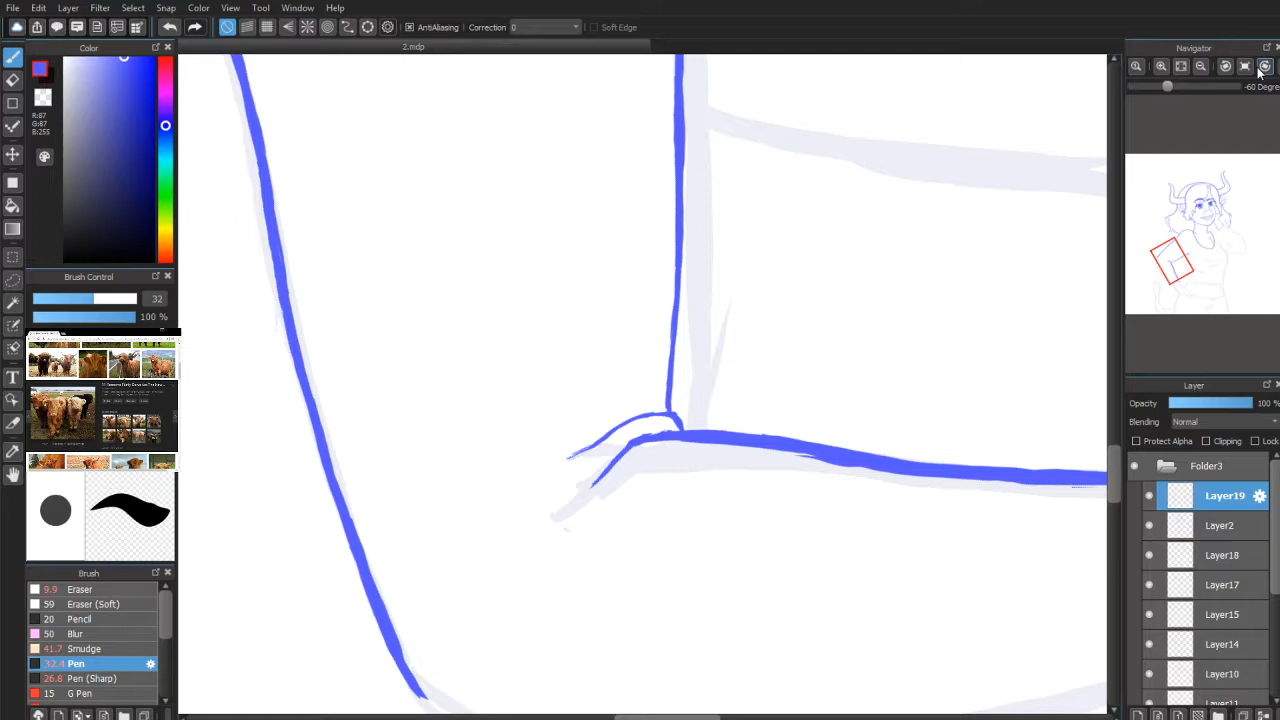 File Edit Layer Filter Select Snap Color View Tool Window Help
AntiAliasing Correction 0 Soft Edge
Color
2.mdp
Navigator
-60 Degre
R:87
G:87
B:255
Brush Control
32
100 %
Brush
9.9 Eraser
59 Eraser (Soft)
20 Pencil
50 Blur
41.7 Smudge
32.4 Pen
26.8 Pen (Sharp)
15 G Pen
Layer
Opacity 100 %
Blending Normal
Protect Alpha Clipping Lock
Folder3
Layer19
Layer2
Layer18
Layer17
Layer15
Layer14
Layer10
Layer11